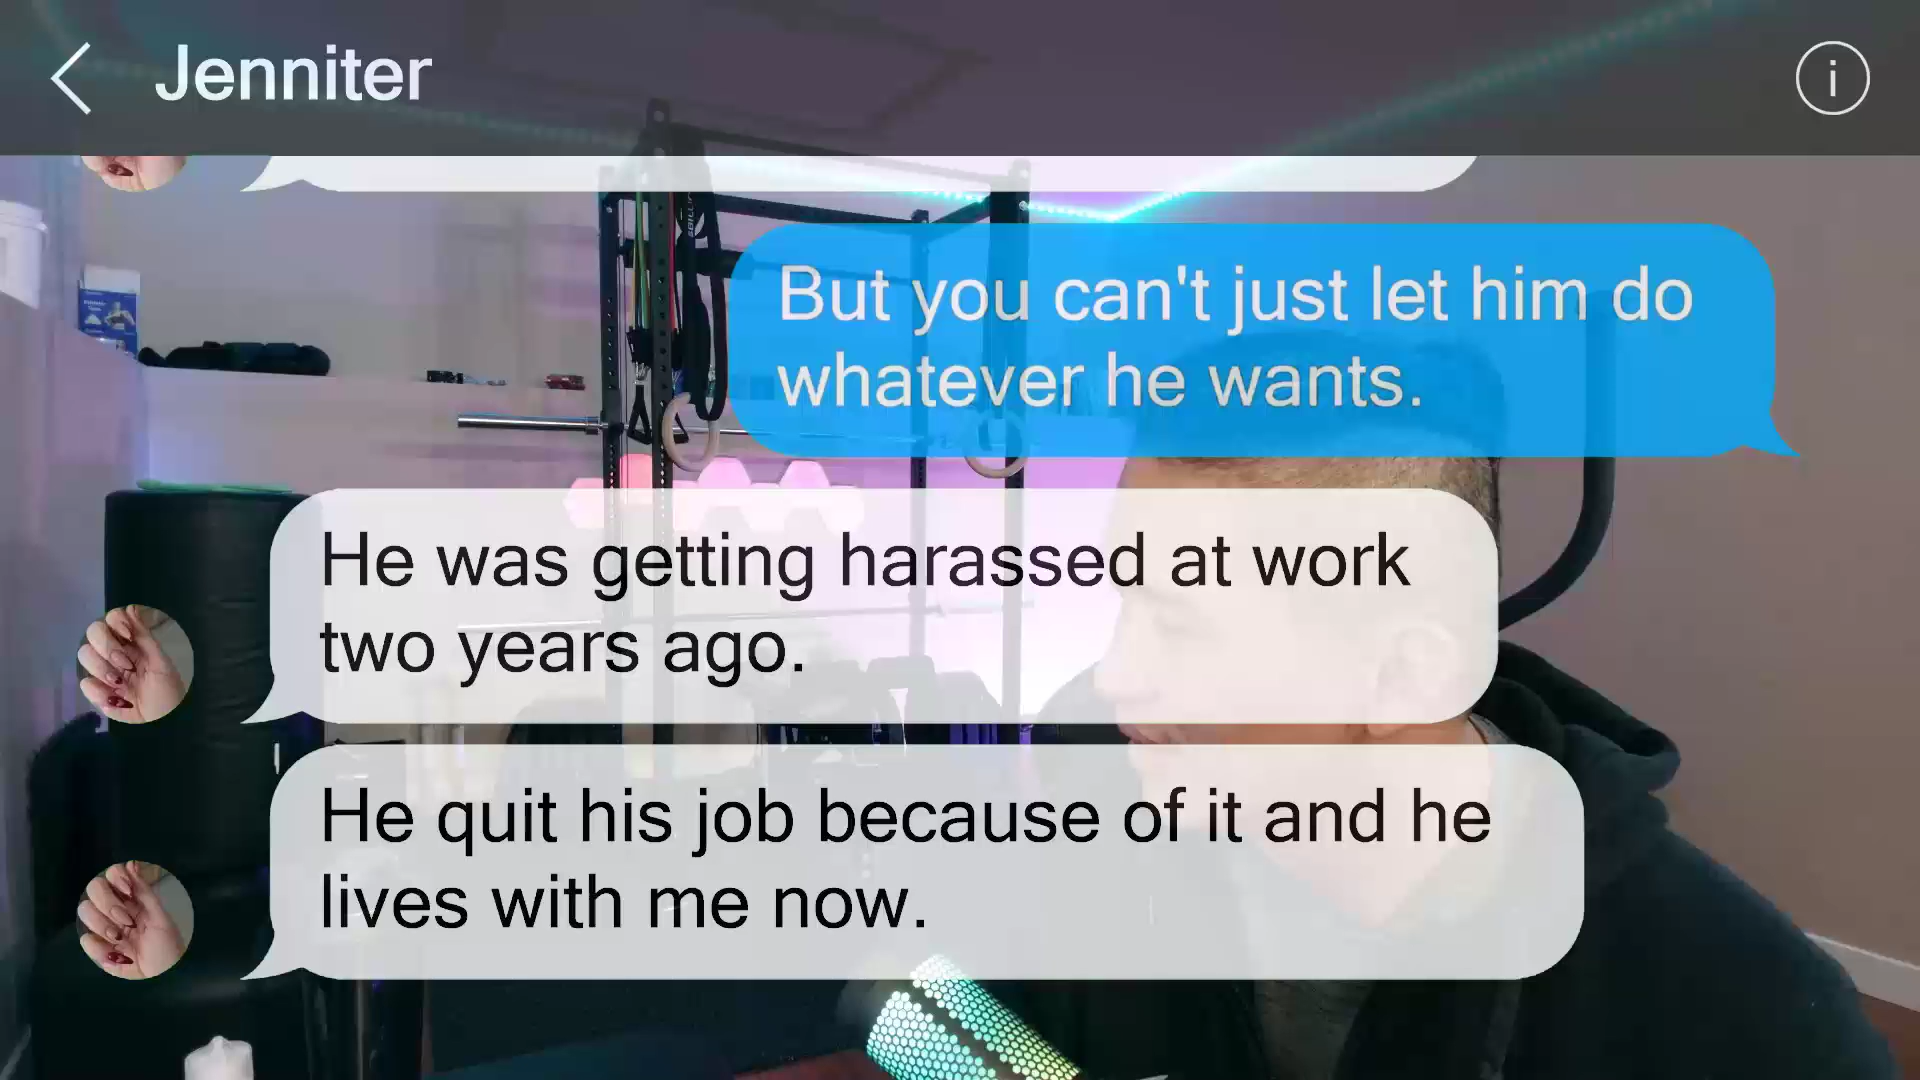 Jenniter
But you can't just let him do
whatever he wants.
He was getting harassed at work
two years ago.
He quit his job because of it and he
lives with me now.